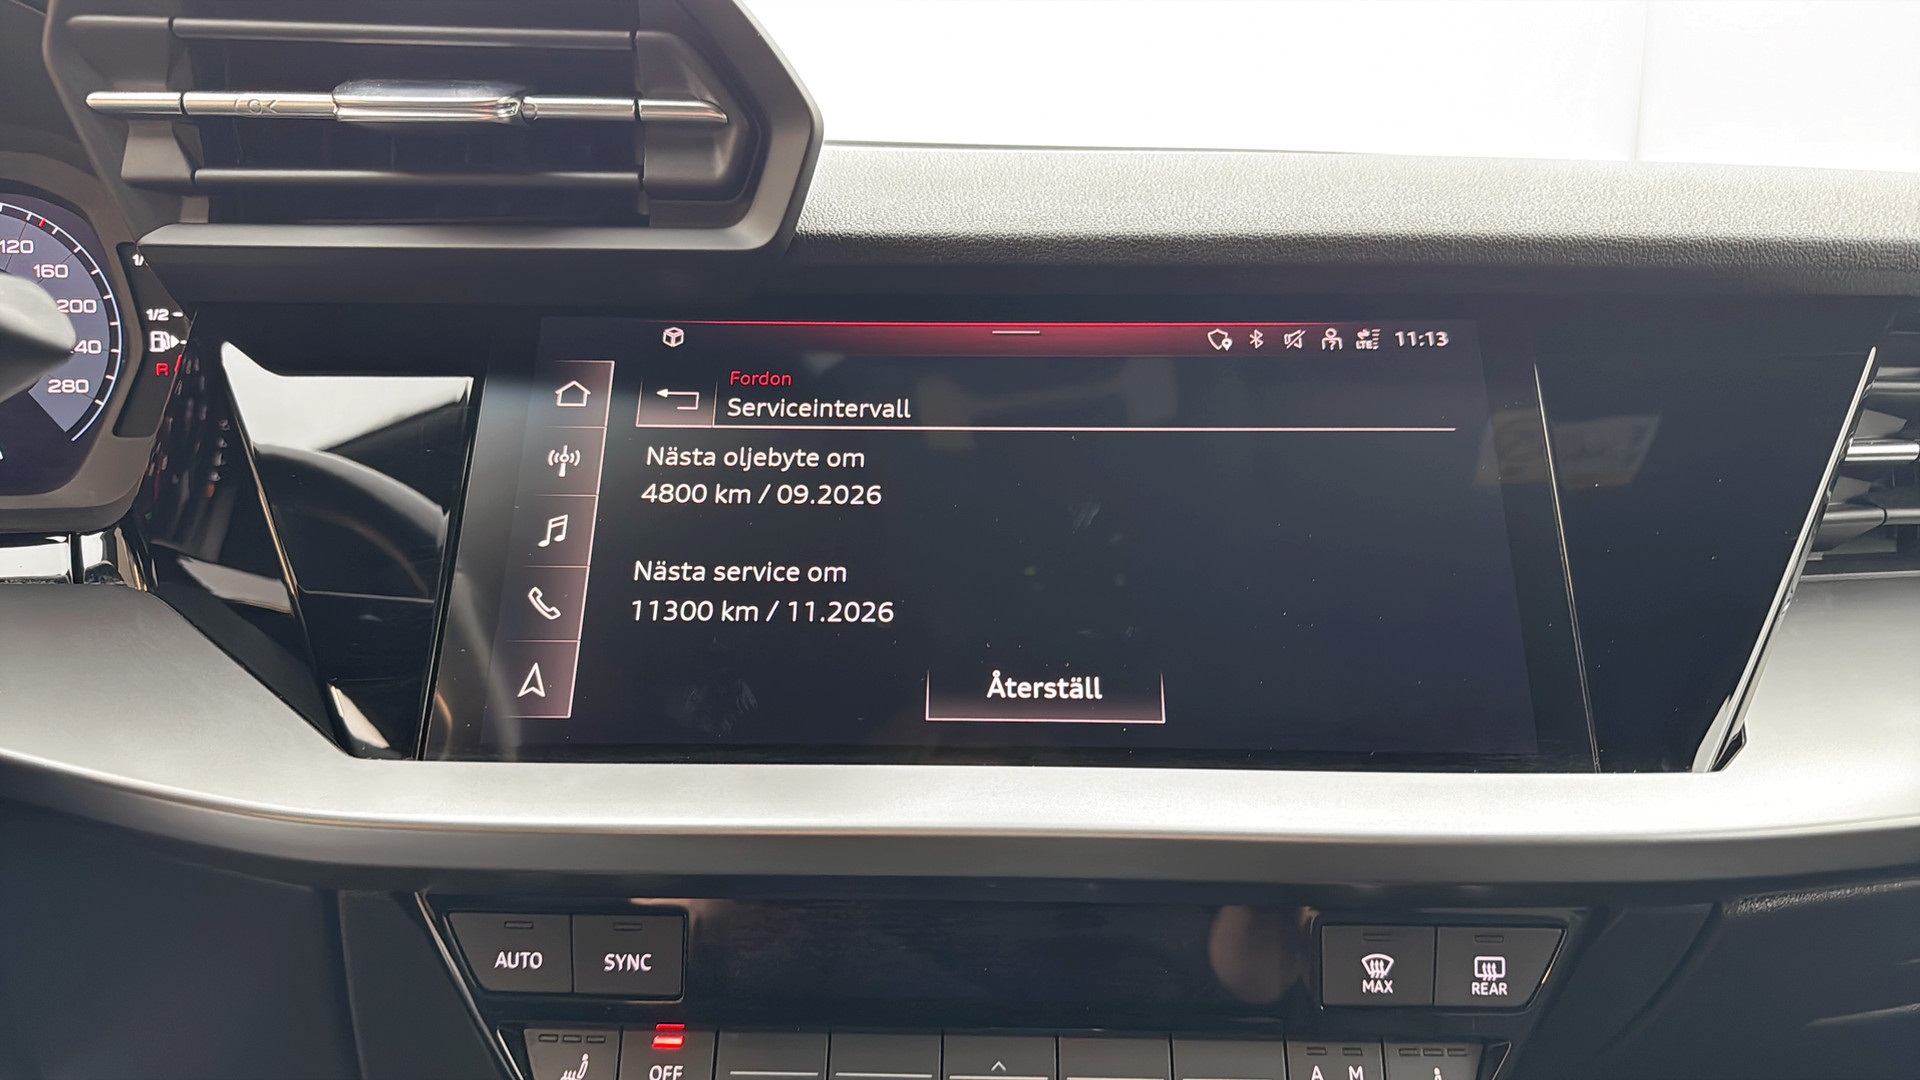 120
160
200
240
280
1/2
R
11:13
LTE
Fordon
Serviceintervall
Nästa oljebyte om
4800 km / 09.2026
Nästa service om
11300 km / 11.2026
Återställ
AUTO
SYNC
MAX
REAR
OFF
A M